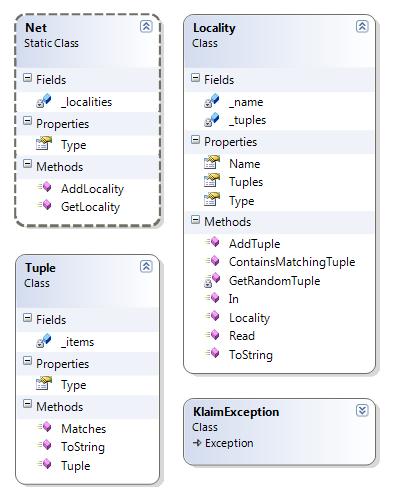 Net
Static Class
Fields
_localities
Properties
Type
Methods
AddLocality
GetLocality
Locality
Class
Fields
_name
_tuples
Properties
Name
Tuples
Type
Methods
AddTuple
ContainsMatchingTuple
GetRandomTuple
In
Locality
Read
ToString
Tuple
Class
Fields
_items
Properties
Type
Methods
Matches
ToString
Tuple
KlaimException
Class
Exception